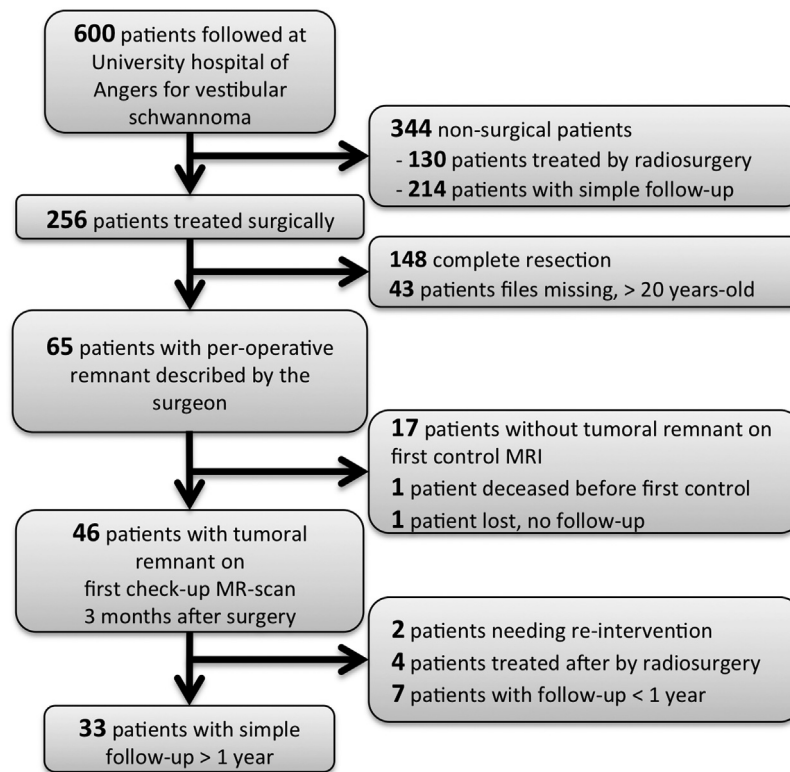 600 patients followed at
University hospital of
Angers for vestibular
schwannoma
344 non-surgical patients
- 130 patients treated by radiosurgery
- 214 patients with simple follow-up
256 patients treated surgically
148 complete resection
43 patients files missing, > 20 years-old
65 patients with per-operative
remnant described by the
surgeon
17 patients without tumoral remnant on
first control MRI
1 patient deceased before first control
1 patient lost, no follow-up
46 patients with tumoral
remnant on
first check-up MR-scan
3 months after surgery
2 patients needing re-intervention
4 patients treated after by radiosurgery
7 patients with follow-up < 1 year
33 patients with simple
follow-up > 1 year